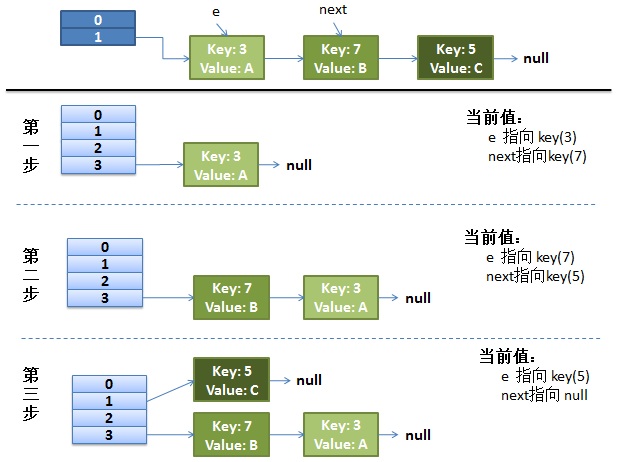 e
next
0
1
Key: 3
Value: A
Key: 7
Value: B
Key: 5
Value: C
null
第一步
0
1
2
3
Key: 3
Value: A
null
当前值：
e 指向 key(3)
next指向key(7)
第二步
0
1
2
3
Key: 7
Value: B
Key: 3
Value: A
null
当前值：
e 指向 key(7)
next指向key(5)
第三步
0
1
2
3
Key: 5
Value: C
null
Key: 7
Value: B
Key: 3
Value: A
null
当前值：
e 指向 key(5)
next指向 null